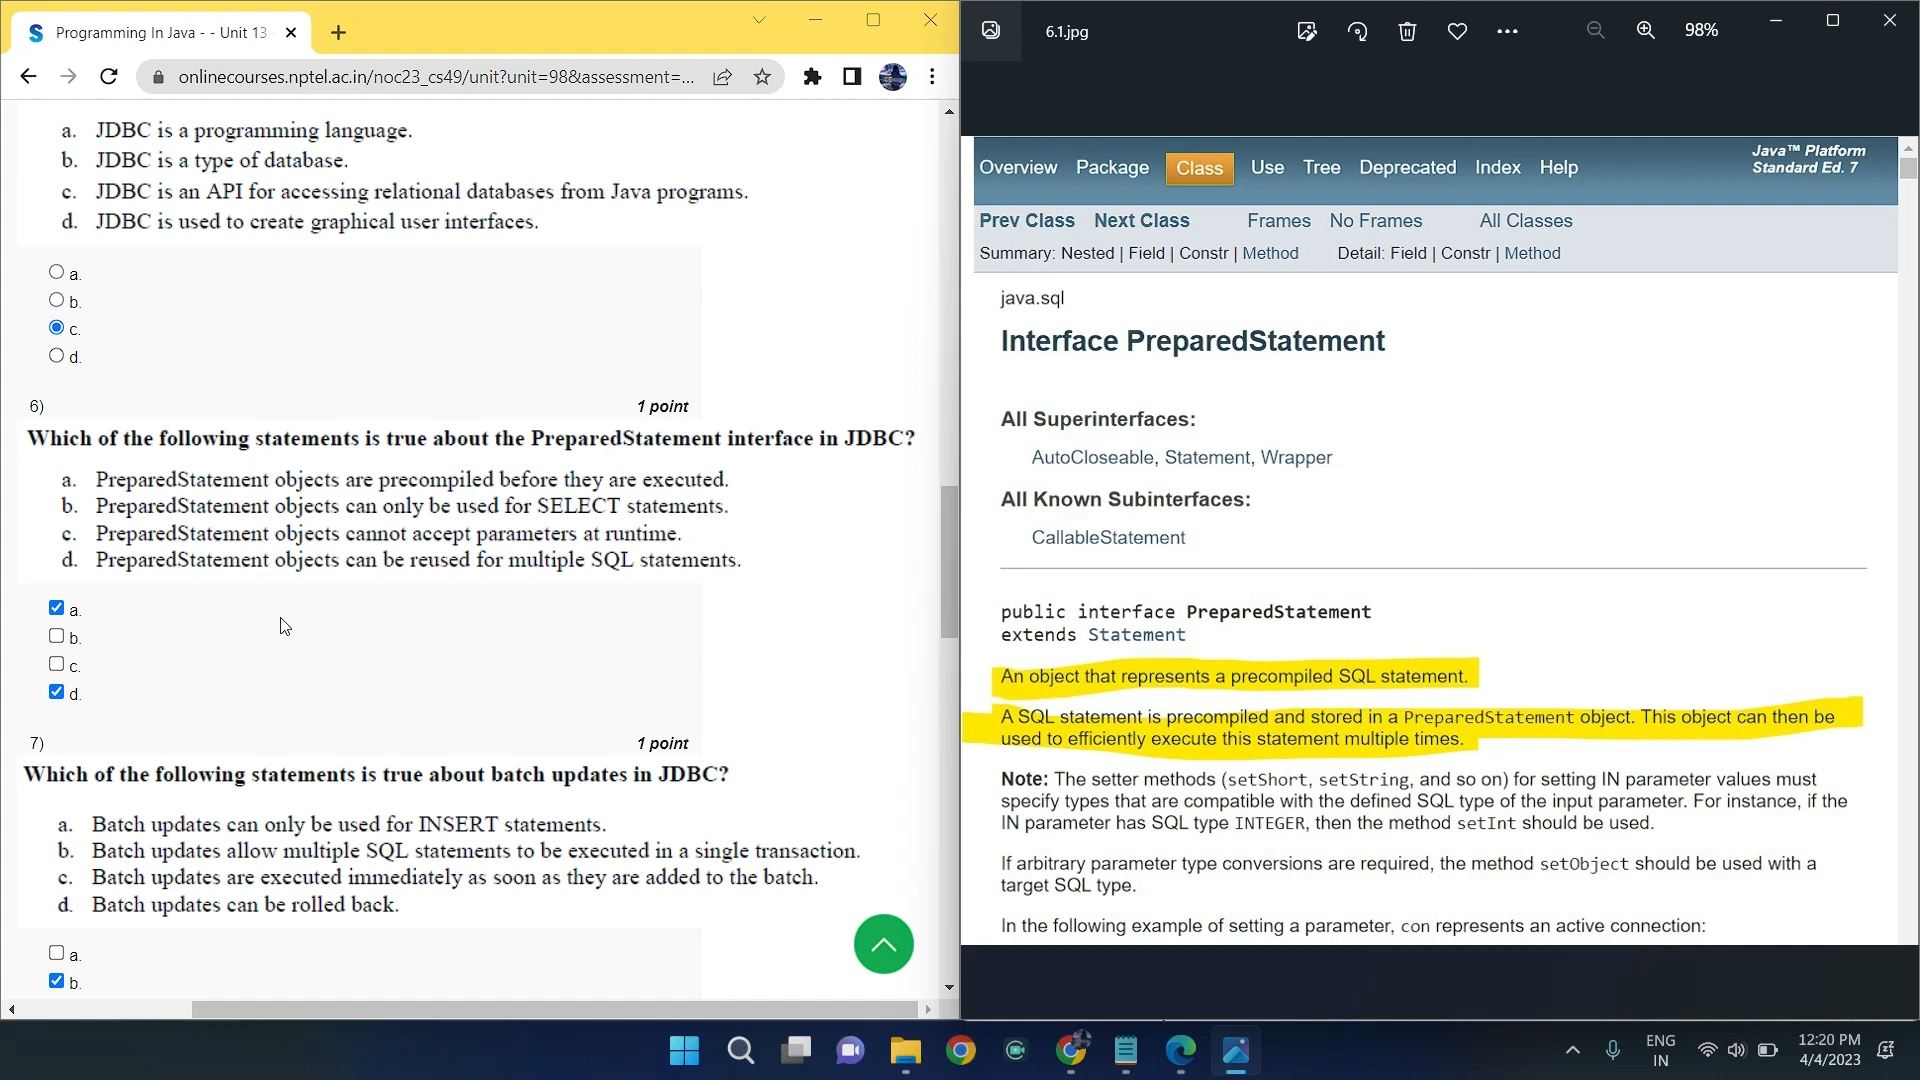 Programming In Java - - Unit 13
onlinecourses.nptel.ac.in/noc23_cs49/unit?unit=98&assessment=...
a. JDBC is a programming language.
b. JDBC is a type of database.
c. JDBC is an API for accessing relational databases from Java programs.
d. JDBC is used to create graphical user interfaces.
a.
b.
c.
d.
6)
1 point
Which of the following statements is true about the PreparedStatement interface in JDBC?
a. PreparedStatement objects are precompiled before they are executed.
b. PreparedStatement objects can only be used for SELECT statements.
c. PreparedStatement objects cannot accept parameters at runtime.
d. PreparedStatement objects can be reused for multiple SQL statements.
a.
b.
c.
d.
7)
1 point
Which of the following statements is true about batch updates in JDBC?
a. Batch updates can only be used for INSERT statements.
b. Batch updates allow multiple SQL statements to be executed in a single transaction.
c. Batch updates are executed immediately as soon as they are added to the batch.
d. Batch updates can be rolled back.
a.
b.
6.1.jpg
98%
Overview Package Class Use Tree Deprecated Index Help
Java™ Platform
Standard Ed. 7
Prev Class Next Class Frames No Frames All Classes
Summary: Nested | Field | Constr | Method Detail: Field | Constr | Method
java.sql
Interface PreparedStatement
All Superinterfaces:
AutoCloseable, Statement, Wrapper
All Known Subinterfaces:
CallableStatement
public interface PreparedStatement
extends Statement
An object that represents a precompiled SQL statement.
A SQL statement is precompiled and stored in a PreparedStatement object. This object can then be
used to efficiently execute this statement multiple times.
Note: The setter methods (setShort, setString, and so on) for setting IN parameter values must
specify types that are compatible with the defined SQL type of the input parameter. For instance, if the
IN parameter has SQL type INTEGER, then the method setInt should be used.
If arbitrary parameter type conversions are required, the method setObject should be used with a
target SQL type.
In the following example of setting a parameter, con represents an active connection:
ENG
IN
12:20 PM
4/4/2023